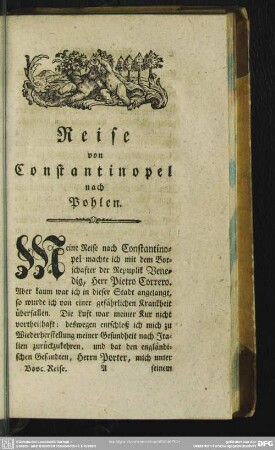 Reise
von
Constantinopel
nach
Pohlen.
Meine Reise nach Constantino-
pel machte ich mit dem Bot-
schafter der Republik Vene-
dig, Herr Pietro Correro.
Aber kaum war ich in dieser Stadt angelangt,
so wurde ich von einer gefährlichen Krankheit
überfallen. Die Luft war meiner Kur nicht
vortheilhaft; deswegen entschloß ich mich zu
Wiederherstellung meiner Gesundheit nach Ita-
lien zurückzukehren, und bat den engländi-
schen Gesandten, Herrn Porter, mich unter
Bosc. Reise. A seinem